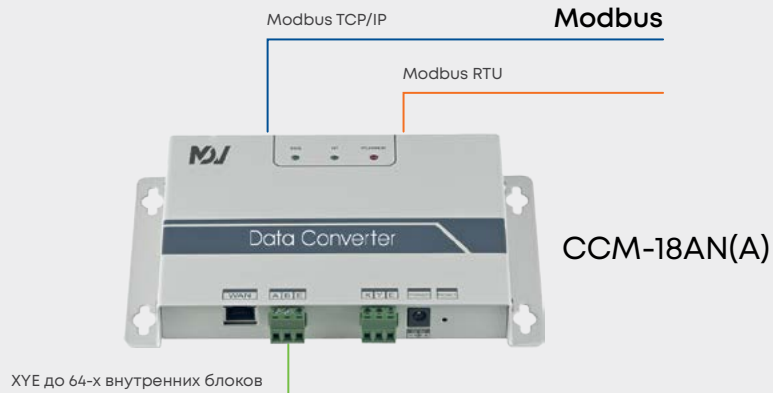 Modbus TCP/IP
Modbus
Modbus RTU
MDV
Data Converter
CCM-18AN(A)
WAN
A B E
X Y E
XYE до 64-х внутренних блоков